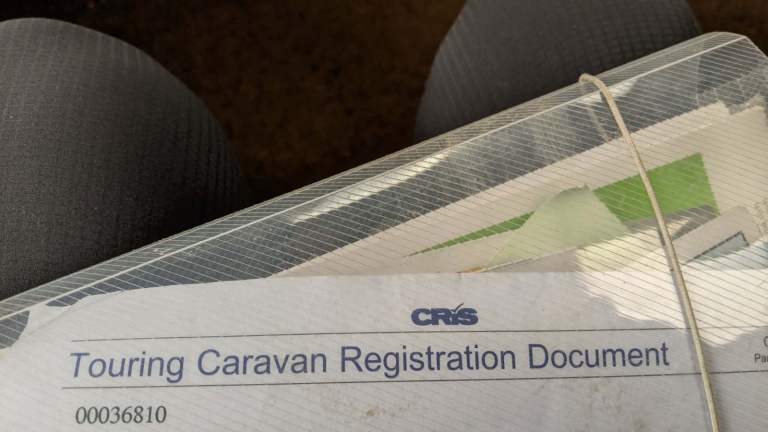 CRiS
Touring Caravan Registration Document
00036810